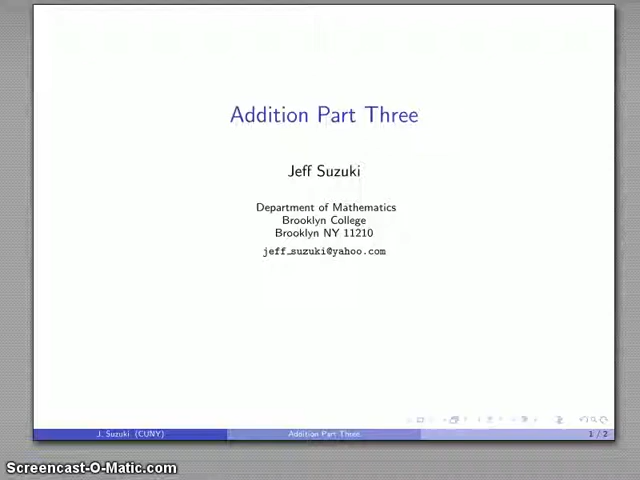 Addition Part Three
Jeff Suzuki
Department of Mathematics
Brooklyn College
Brooklyn NY 11210
jeff_suzuki@yahoo.com
J. Suzuki (CUNY)
Addition Part Three
1 / 2
Screencast-O-Matic.com